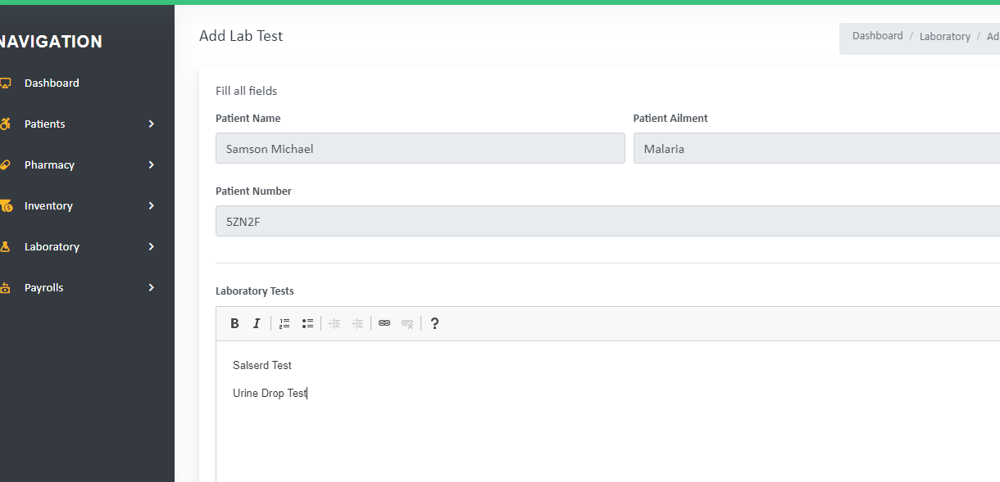 NAVIGATION
Dashboard
Patients
Pharmacy
Inventory
Laboratory
Payrolls
Add Lab Test
Dashboard / Laboratory / Ad
Fill all fields
Patient Name
Samson Michael
Patient Ailment
Malaria
Patient Number
5ZN2F
Laboratory Tests
B I ?
Salserd Test
Urine Drop Test